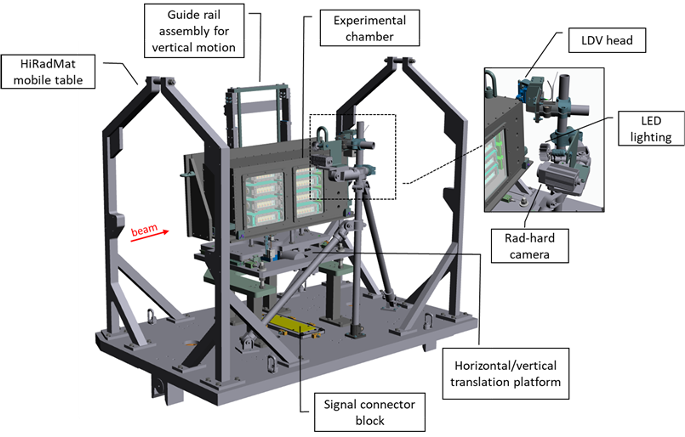 Guide rail
assembly for
vertical motion
Experimental
chamber
LDV head
HiRadMat
mobile table
LED
lighting
beam
Rad-hard
camera
Horizontal/vertical
translation platform
Signal connector
block